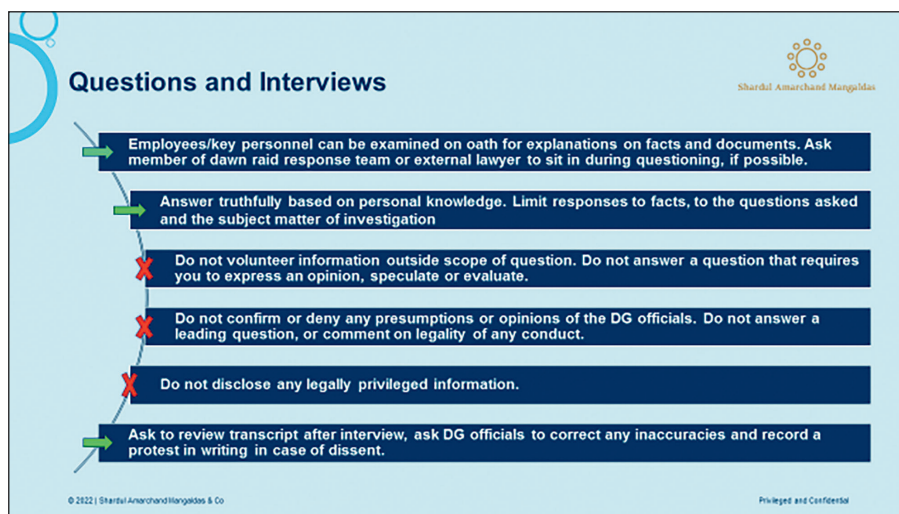 Questions and Interviews
Shardul Amarchand Mangaldas
Employees/key personnel can be examined on oath for explanations on facts and documents. Ask
member of dawn raid response team or external lawyer to sit in during questioning, if possible.
Answer truthfully based on personal knowledge. Limit responses to facts, to the questions asked
and the subject matter of investigation
Do not volunteer information outside scope of question. Do not answer a question that requires
you to express an opinion, speculate or evaluate.
Do not confirm or deny any presumptions or opinions of the DG officials. Do not answer a
leading question, or comment on legality of any conduct.
Do not disclose any legally privileged information.
Ask to review transcript after interview, ask DG officials to correct any inaccuracies and record a
protest in writing in case of dissent.
© 2022 | Shardul Amarchand Mangaldas & Co
Privileged and Confidential